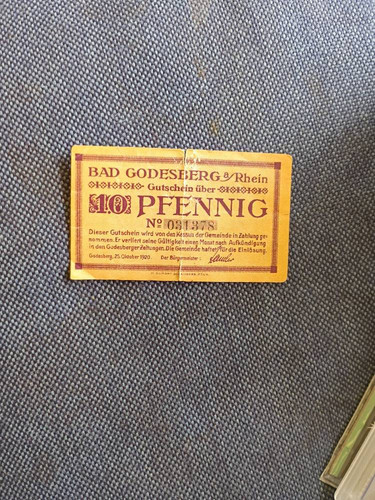 BAD GODESBERG a/Rhein
Gutschein über
10 PFENNIG
No 031378
Dieser Gutschein wird von den Kassen der Gemeinde in Zahlung ge-
nommen. Er verliert seine Gültigkeit einen Monat nach Aufkündigung
in den Godesberger Zeitungen. Die Gemeinde haftet für die Einlösung.
Godesberg, 25. Oktober 1920. Der Bürgermeister: